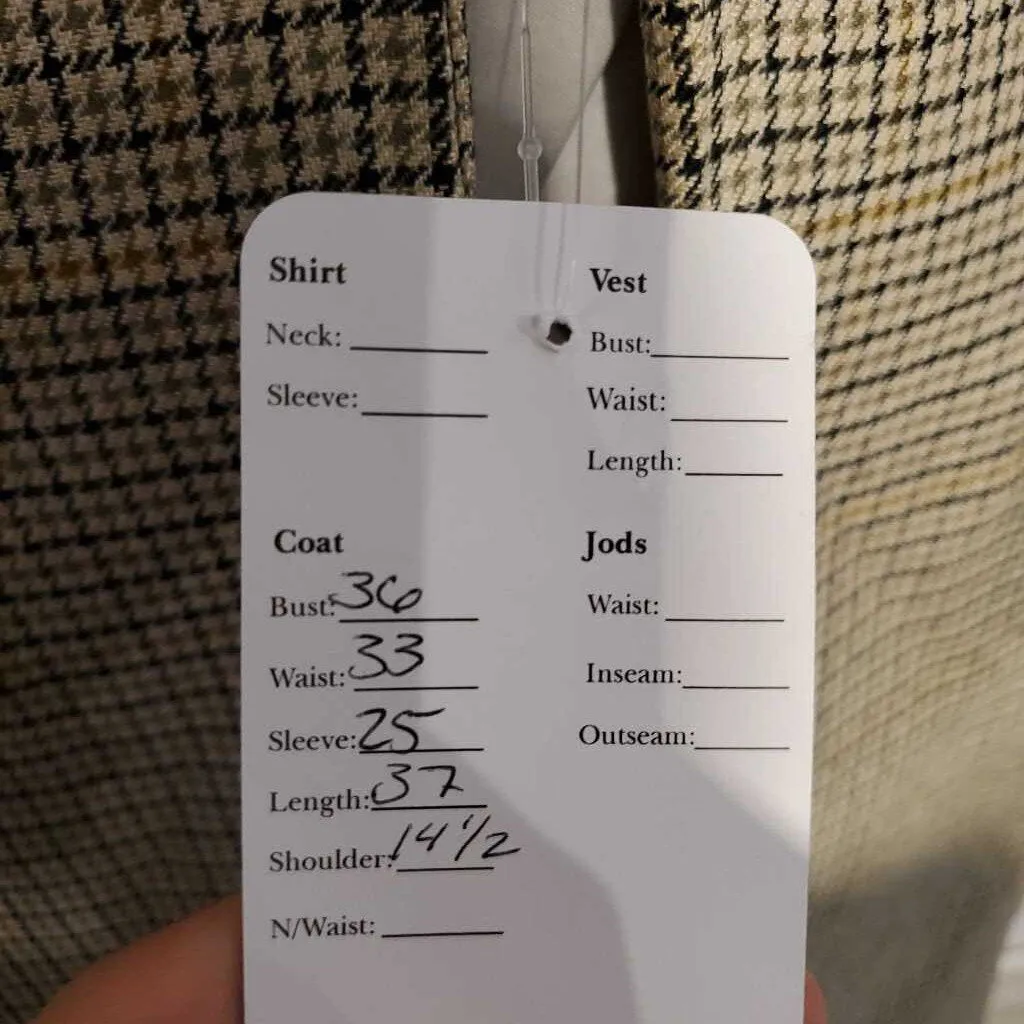 Shirt
Neck:
Sleeve:
Vest
Bust:
Waist:
Length:
Coat
Bust: 36
Waist: 33
Sleeve: 25
Length: 37
Shoulder: 14 1/2
N/Waist:
Jods
Waist:
Inseam:
Outseam: